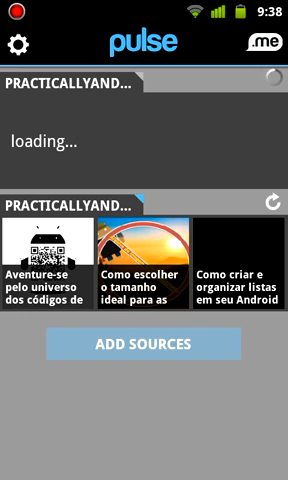 9:38
pulse
.me
PRACTICALLYAND...
loading...
PRACTICALLYAND...
Aventure-se
pelo universo
dos códigos de
Como escolher
o tamanho
ideal para as
Como criar e
organizar listas
em seu Android
ADD SOURCES